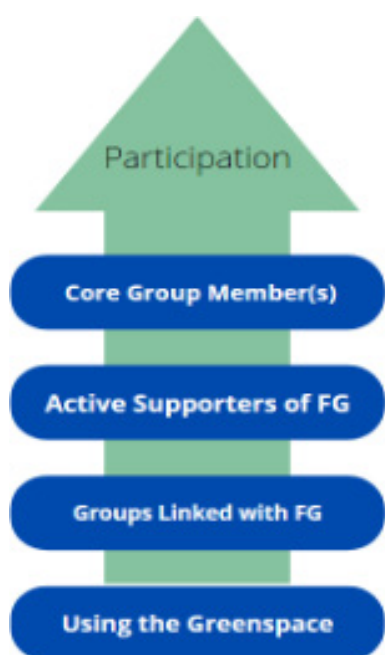 Participation
Core Group Member(s)
Active Supporters of FG
Groups Linked with FG
Using the Greenspace